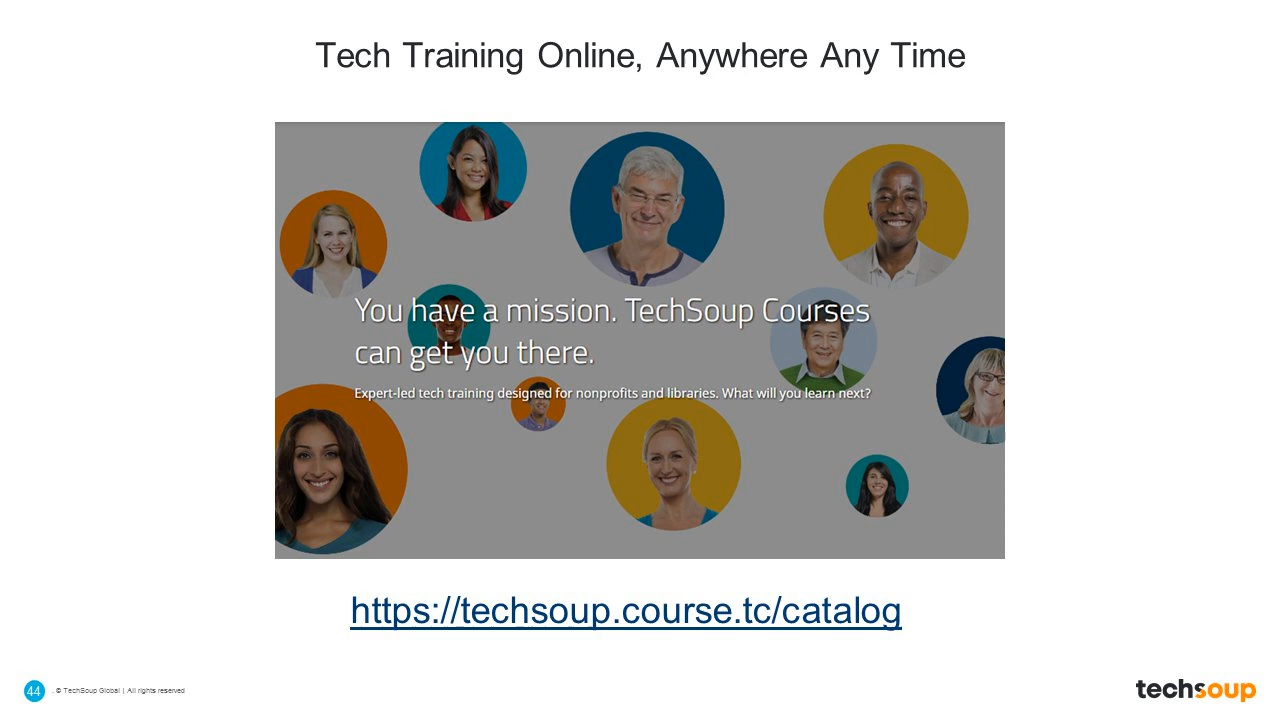 Tech Training Online, Anywhere Any Time
You have a mission. TechSoup Courses
can get you there.
Expert-led tech training designed for nonprofits and libraries. What will you learn next?
https://techsoup.course.tc/catalog
44 . © TechSoup Global | All rights reserved
techsoup